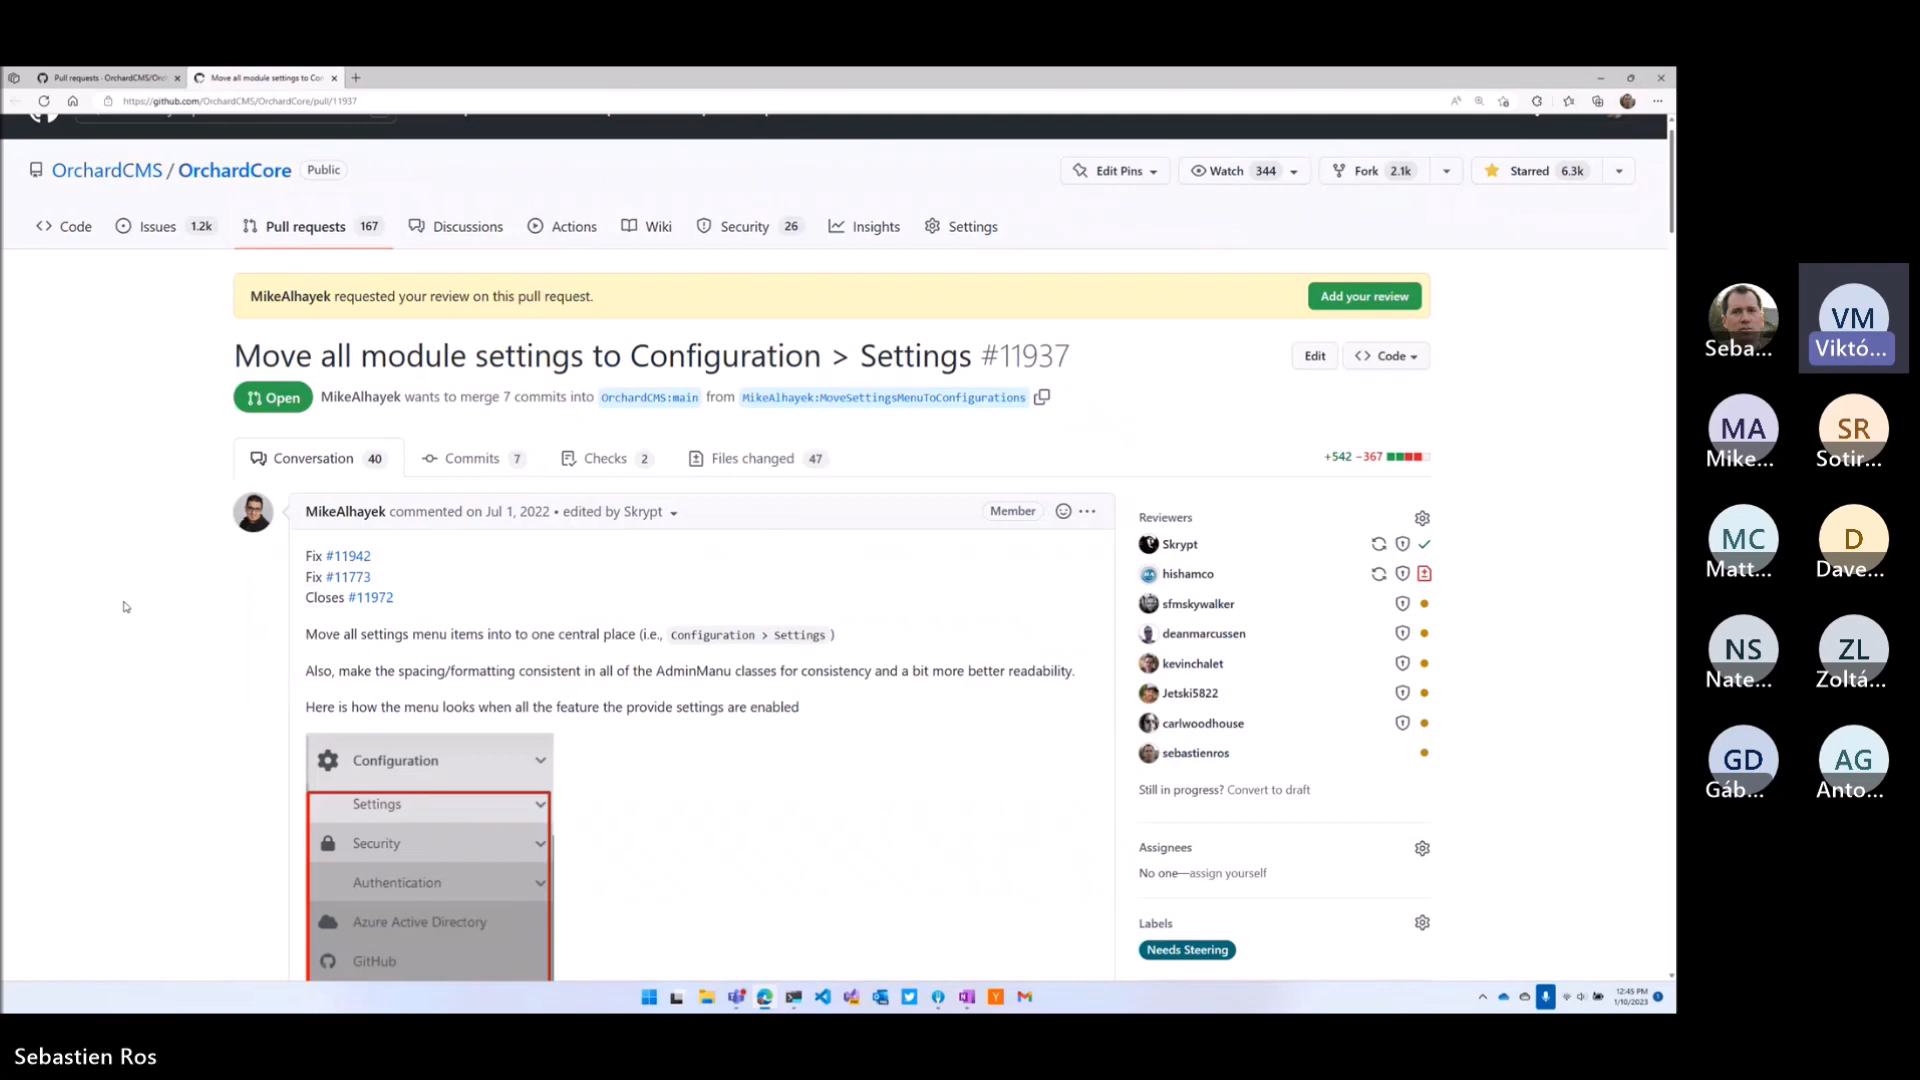 Pull requests · OrchardCMS/Orc
Move all module settings to Con
https://github.com/OrchardCMS/OrchardCore/pull/11937
OrchardCMS / OrchardCore Public
Edit Pins
Watch 344
Fork 2.1k
Starred 6.3k
Code
Issues 1.2k
Pull requests 167
Discussions
Actions
Wiki
Security 26
Insights
Settings
MikeAlhayek requested your review on this pull request.
Add your review
Move all module settings to Configuration > Settings #11937
Edit
Code
Open
MikeAlhayek wants to merge 7 commits into OrchardCMS:main from MikeAlhayek:MoveSettingsMenuToConfigurations
Conversation 40
Commits 7
Checks 2
Files changed 47
+542 −367
MikeAlhayek commented on Jul 1, 2022 • edited by Skrypt
Member
Fix #11942
Fix #11773
Closes #11972
Move all settings menu items into to one central place (i.e., Configuration > Settings )
Also, make the spacing/formatting consistent in all of the AdminManu classes for consistency and a bit more better readability.
Here is how the menu looks when all the feature the provide settings are enabled
Configuration
Settings
Security
Authentication
Azure Active Directory
GitHub
Reviewers
Skrypt
hishamco
sfmskywalker
deanmarcussen
kevinchalet
Jetski5822
carlwoodhouse
sebastienros
Still in progress? Convert to draft
Assignees
No one—assign yourself
Labels
Needs Steering
12:45 PM
1/10/2023
Seba...
VM
Viktó...
MA
Mike...
SR
Sotir...
MC
Matt...
D
Dave...
NS
Nate...
ZL
Zoltá...
GD
Gáb...
AG
Anto...
Sebastien Ros